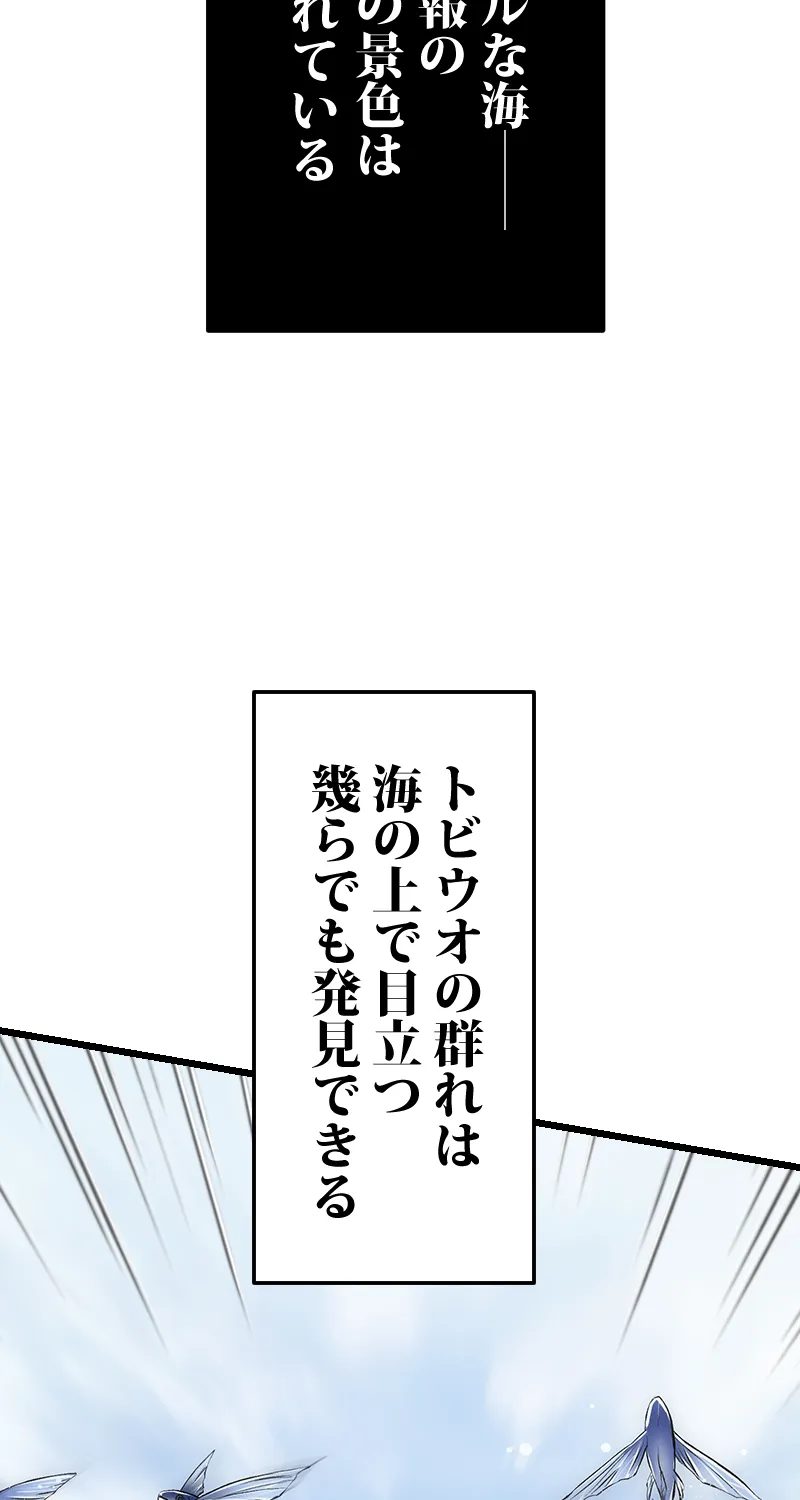 ルな海――
報の
の景色は
れている
トビウオの群れは
海の上で目立つ
幾らでも発見できる